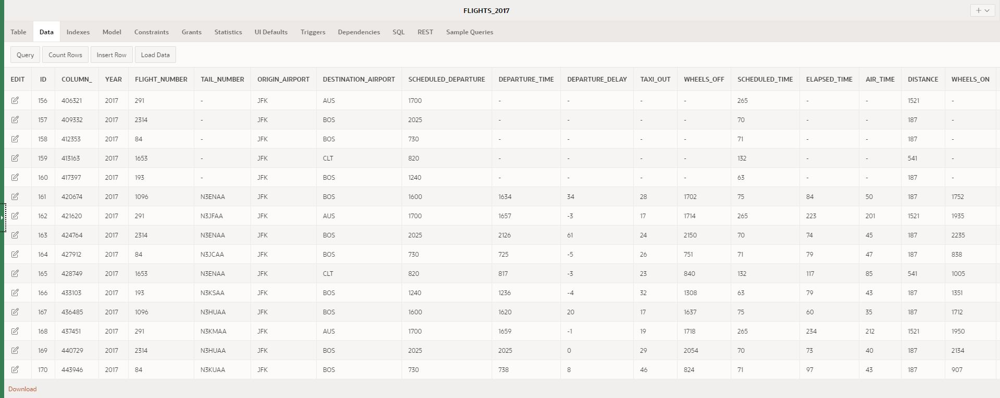 FLIGHTS_2017
Table Data Indexes Model Constraints Grants Statistics UI Defaults Triggers Dependencies SQL REST Sample Queries
Query Count Rows Insert Row Load Data
EDIT ID COLUMN_ YEAR FLIGHT_NUMBER TAIL_NUMBER ORIGIN_AIRPORT DESTINATION_AIRPORT SCHEDULED_DEPARTURE DEPARTURE_TIME DEPARTURE_DELAY TAXI_OUT WHEELS_OFF SCHEDULED_TIME ELAPSED_TIME AIR_TIME DISTANCE WHEELS_ON
156 406321 2017 291 - JFK AUS 1700 - - - - 265 - - 1521 -
157 409332 2017 2314 - JFK BOS 2025 - - - - 70 - - 187 -
158 412353 2017 84 - JFK BOS 730 - - - - 71 - - 187 -
159 413163 2017 1653 - JFK CLT 820 - - - - 132 - - 541 -
160 417397 2017 193 - JFK BOS 1240 - - - - 63 - - 187 -
161 420674 2017 1096 N3ENAA JFK BOS 1600 1634 34 28 1702 75 84 50 187 1752
162 421620 2017 291 N3JFAA JFK AUS 1700 1657 -3 17 1714 265 223 201 1521 1935
163 424764 2017 2314 N3ENAA JFK BOS 2025 2126 61 24 2150 70 74 45 187 2235
164 427912 2017 84 N3JCAA JFK BOS 730 725 -5 26 751 71 79 47 187 838
165 428749 2017 1653 N3ENAA JFK CLT 820 817 -3 23 840 132 117 85 541 1005
166 433103 2017 193 N3KSAA JFK BOS 1240 1236 -4 32 1308 63 79 43 187 1351
167 436485 2017 1096 N3HUAA JFK BOS 1600 1620 20 17 1637 75 60 35 187 1712
168 437451 2017 291 N3KMAA JFK AUS 1700 1659 -1 19 1718 265 234 212 1521 1950
169 440729 2017 2314 N3HUAA JFK BOS 2025 2025 0 29 2054 70 73 40 187 2134
170 443946 2017 84 N3KUAA JFK BOS 730 738 8 46 824 71 97 43 187 907
Download